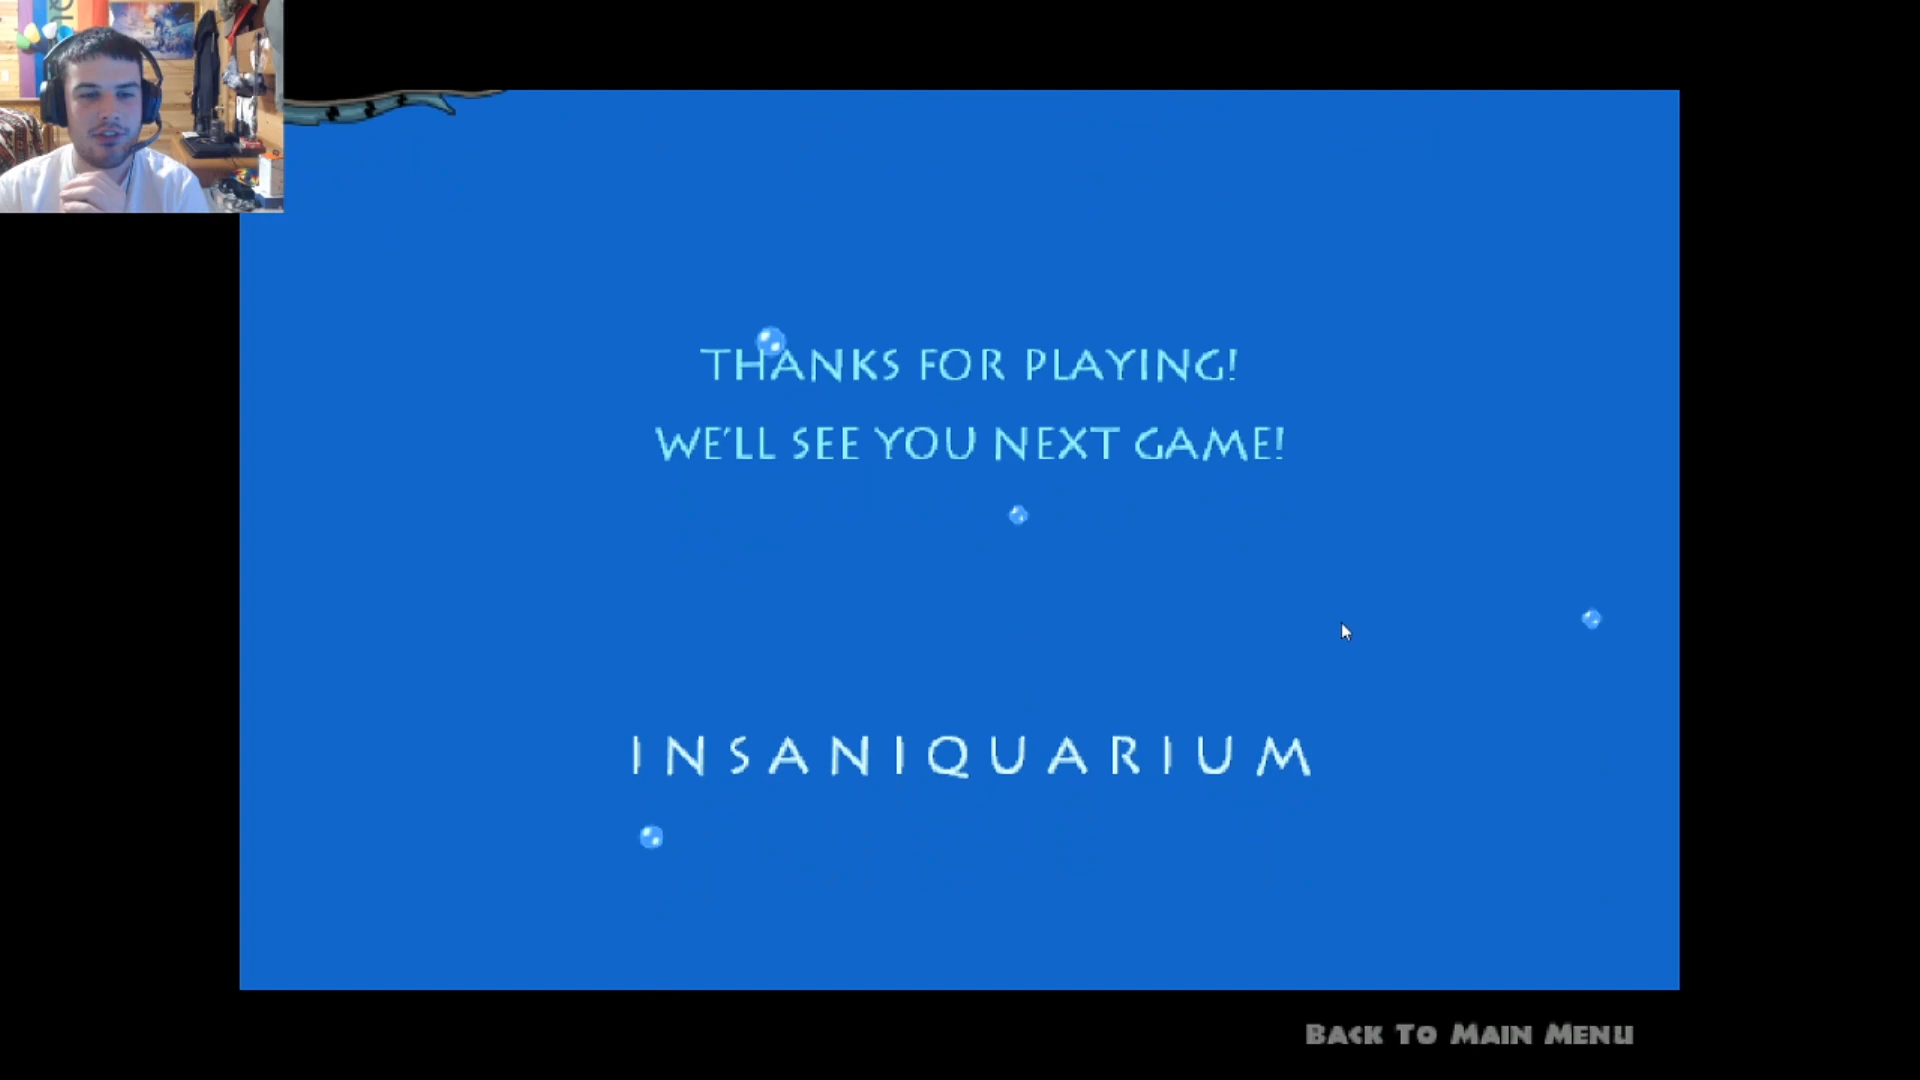 THANKS FOR PLAYING!
WE'LL SEE YOU NEXT GAME!
INSANIQUARIUM
BACK TO MAIN MENU